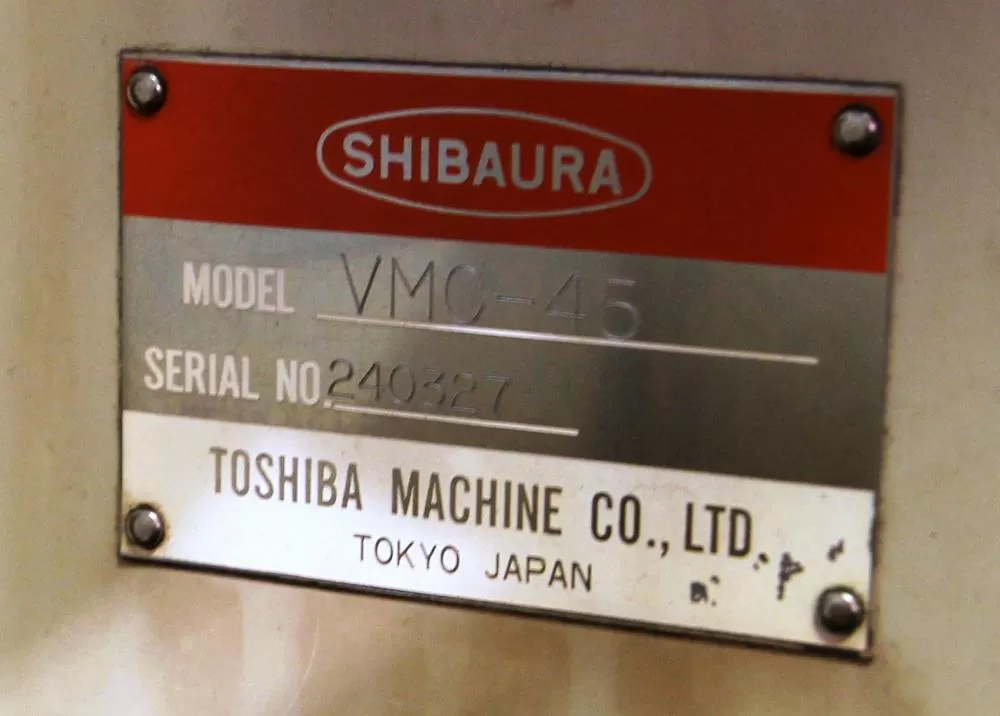 SHIBAURA
MODEL VMC-45
SERIAL NO. 240327
TOSHIBA MACHINE CO., LTD.
TOKYO JAPAN